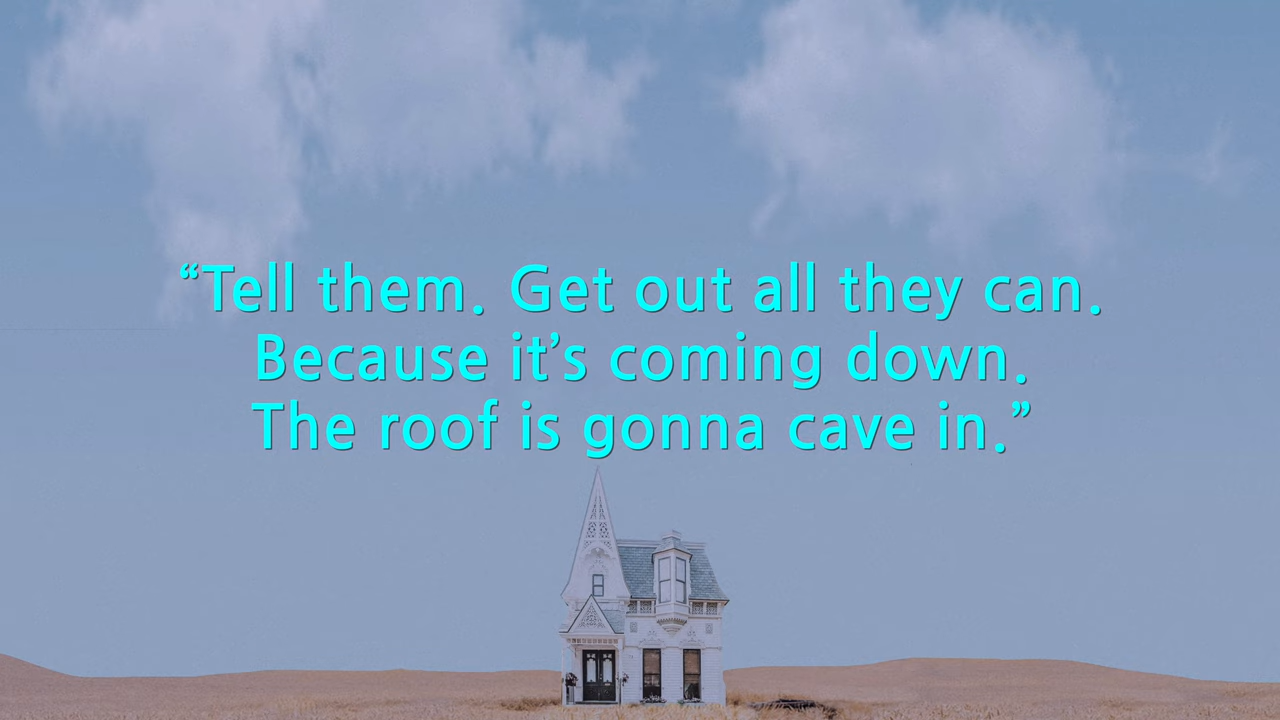 “Tell them. Get out all they can.
Because it’s coming down.
The roof is gonna cave in.”